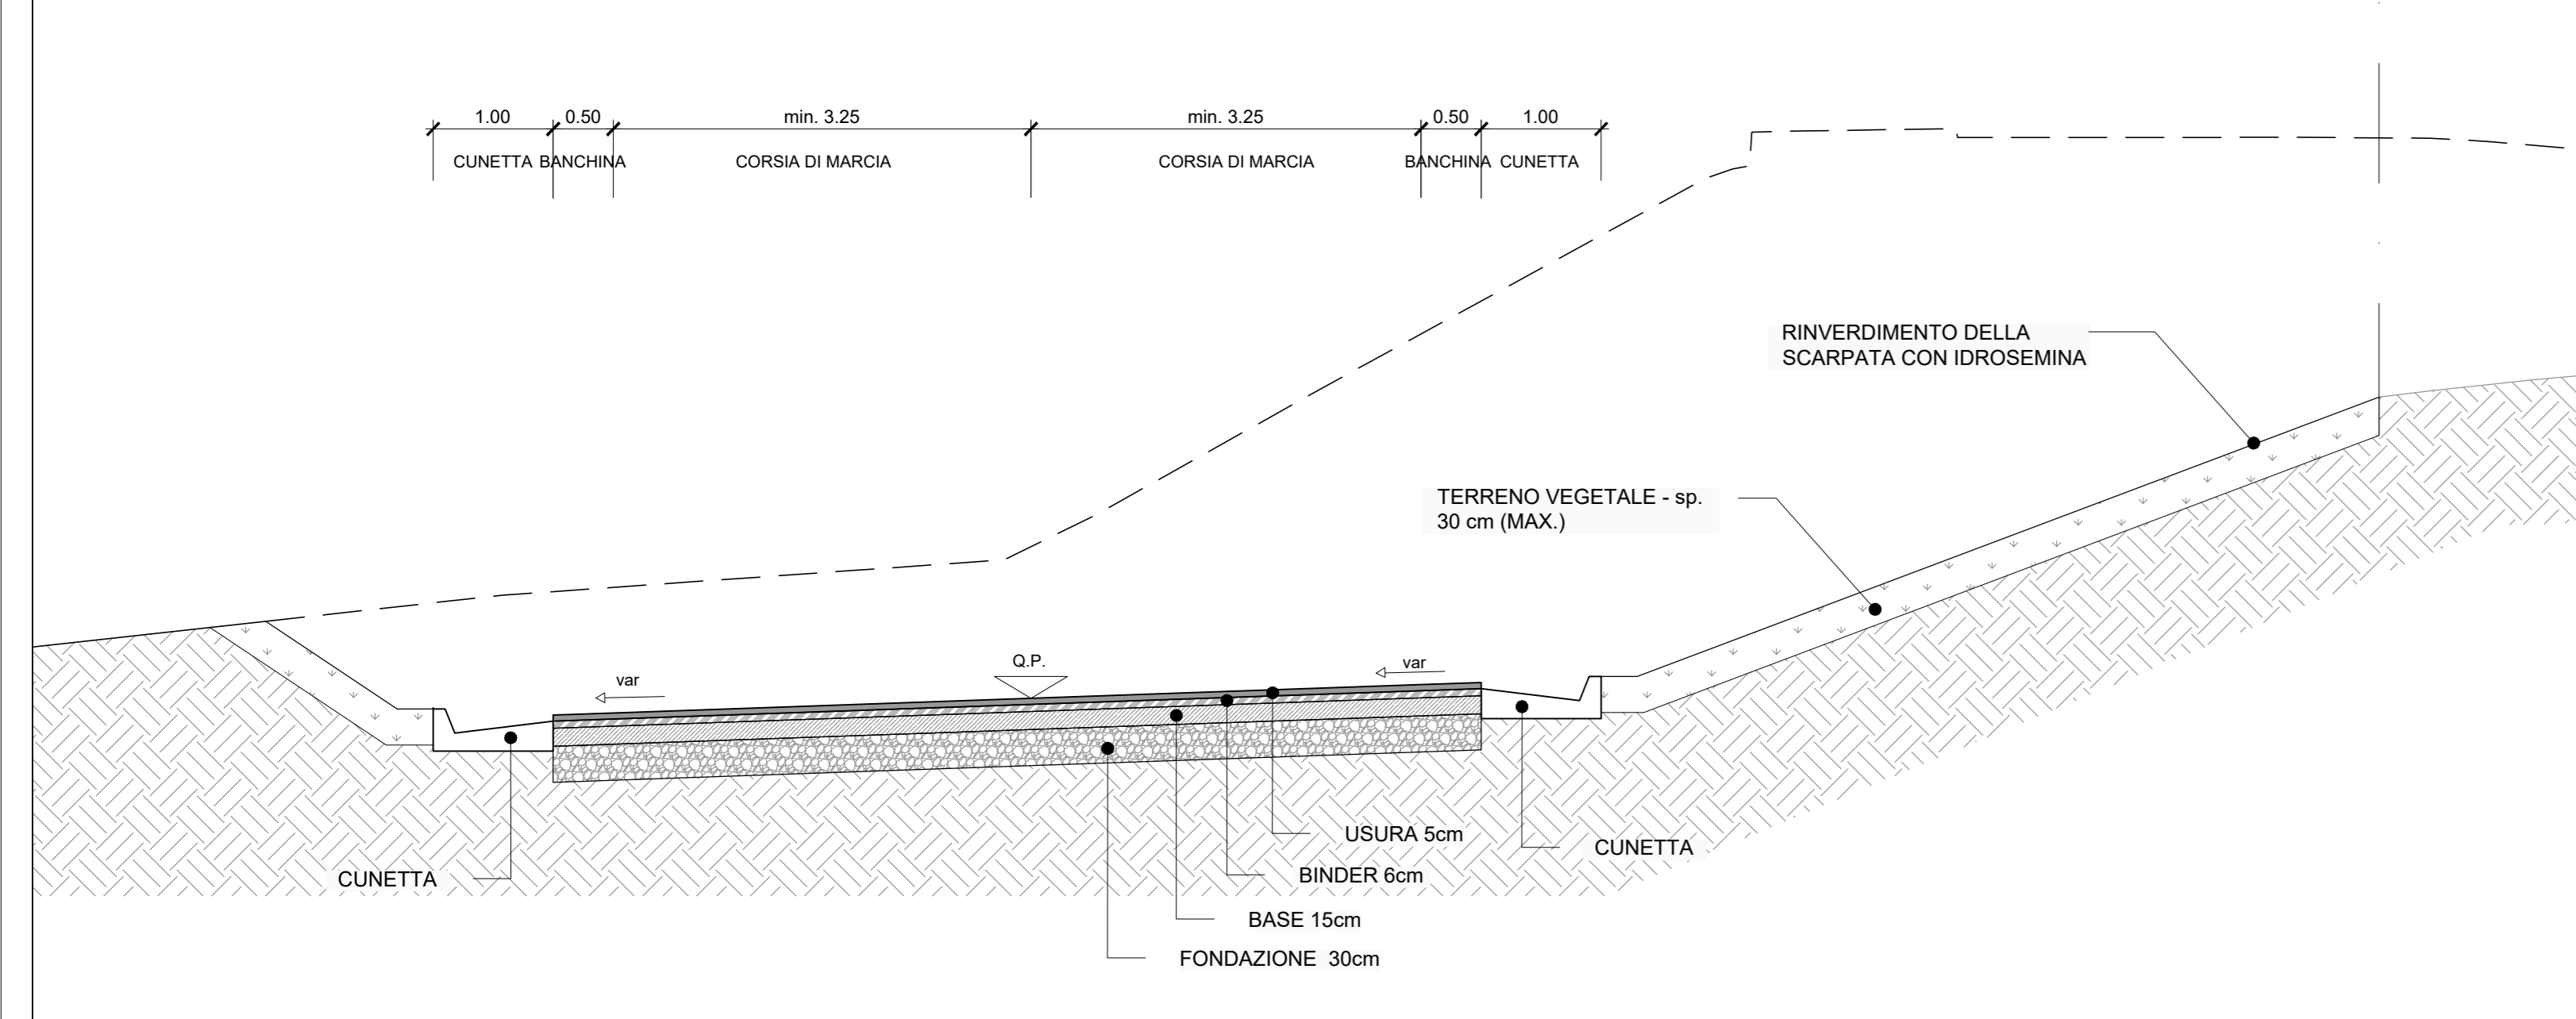 1.00 0.50 min. 3.25 min. 3.25 0.50 1.00
CUNETTA BANCHINA CORSIA DI MARCIA CORSIA DI MARCIA BANCHINA CUNETTA
RINVERDIMENTO DELLA
SCARPATA CON IDROSEMINA
TERRENO VEGETALE - sp.
30 cm (MAX.)
Q.P.
var
var
USURA 5cm
CUNETTA
BINDER 6cm
CUNETTA
BASE 15cm
FONDAZIONE 30cm